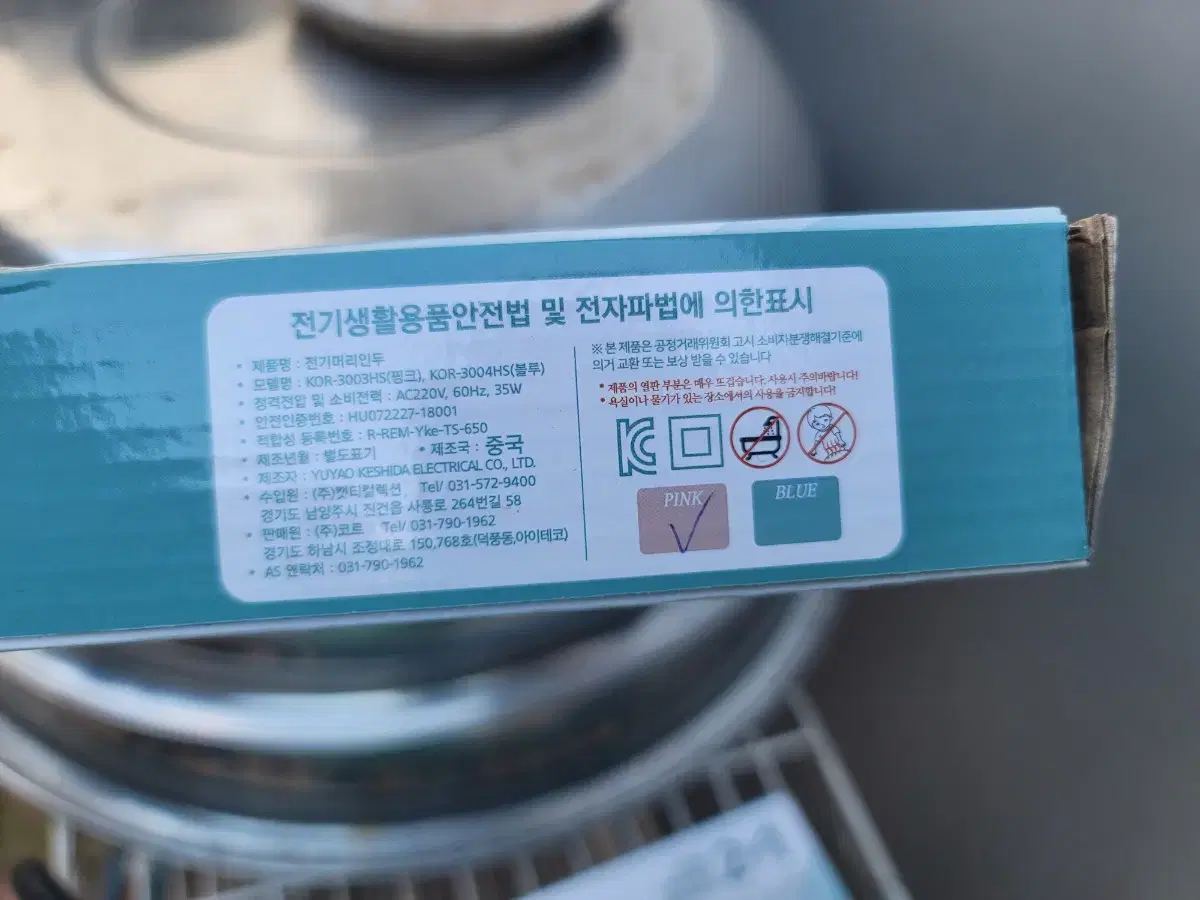 전기생활용품안전법 및 전자파법에 의한표시
• 제품명 : 전기머리인두
• 모델명 : KOR-3003HS(핑크), KOR-3004HS(블루)
• 정격전압 및 소비전력 : AC220V, 60Hz, 35W
• 안전인증번호 : HU072227-18001
• 적합성 등록번호 : R-REM-Yke-TS-650
• 제조년월 : 별도표기 • 제조국 : 중국
• 제조자 : YUYAO KESHIDA ELECTRICAL CO., LTD.
• 수입원 : (주)캣티컬렉션, Tel/ 031-572-9400
경기도 남양주시 진건읍 사릉로 264번길 58
• 판매원 : (주)코르 Tel/ 031-790-1962
경기도 하남시 조정대로 150,768호(덕풍동,아이테코)
• AS 연락처 : 031-790-1962
※ 본 제품은 공정거래위원회 고시 소비자분쟁해결기준에
의거 교환 또는 보상 받을 수 있습니다
• 제품의 열판 부분은 매우 뜨겁습니다. 사용시 주의바랍니다!
• 욕실이나 물기가 있는 장소에서의 사용을 금지합니다!
PINK
BLUE